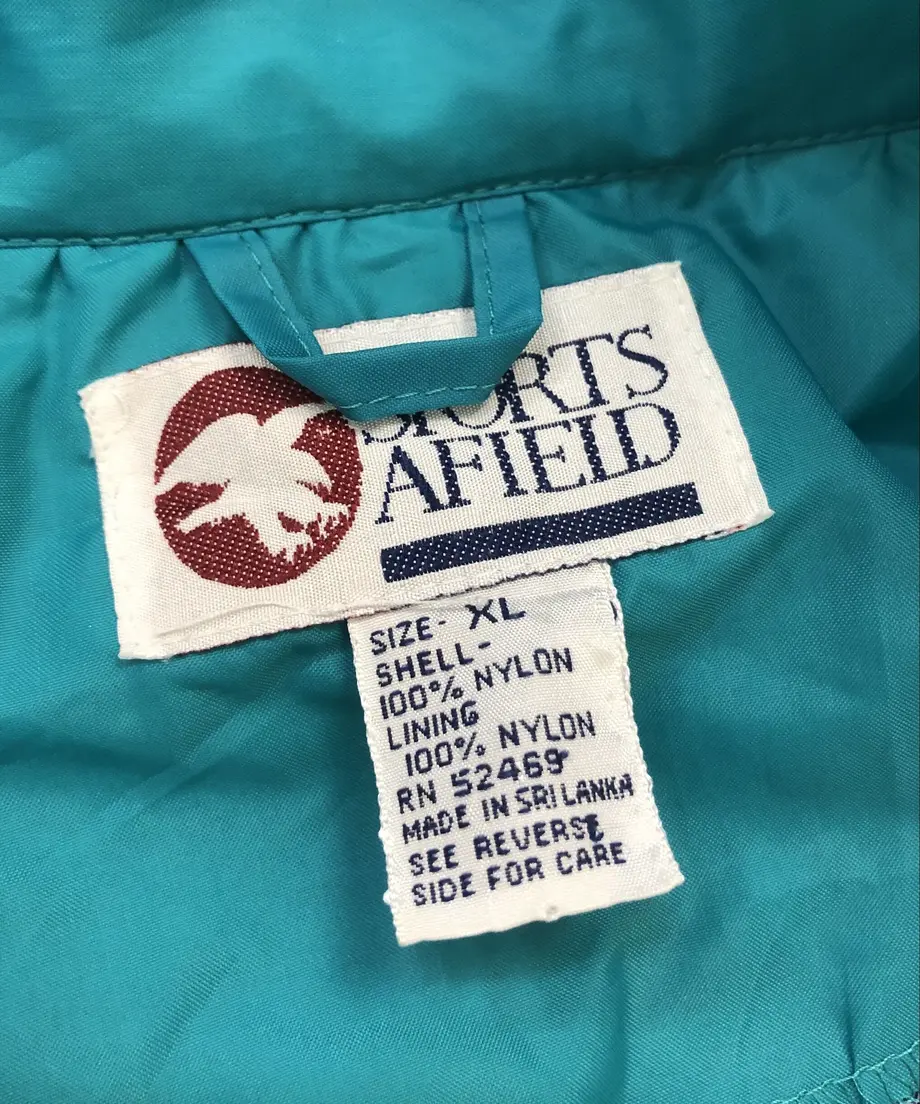 SPORTS
AFIELD
SIZE- XL
SHELL-
100% NYLON
LINING
100% NYLON
RN 52469
MADE IN SRI LANKA
SEE REVERSE
SIDE FOR CARE